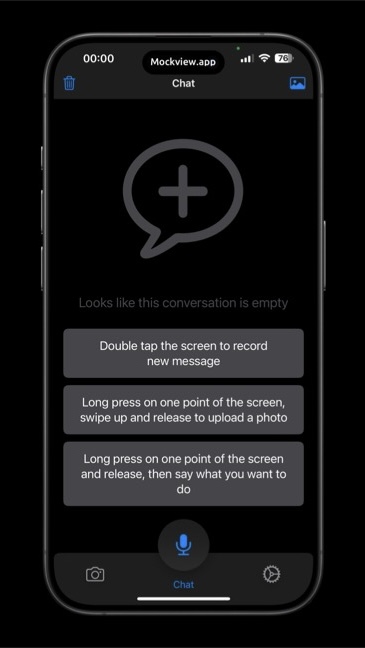 00:00
Mockview.app
76
Chat
Looks like this conversation is empty
Double tap the screen to record
new message
Long press on one point of the screen,
swipe up and release to upload a photo
Long press on one point of the screen
and release, then say what you want to
do
Chat